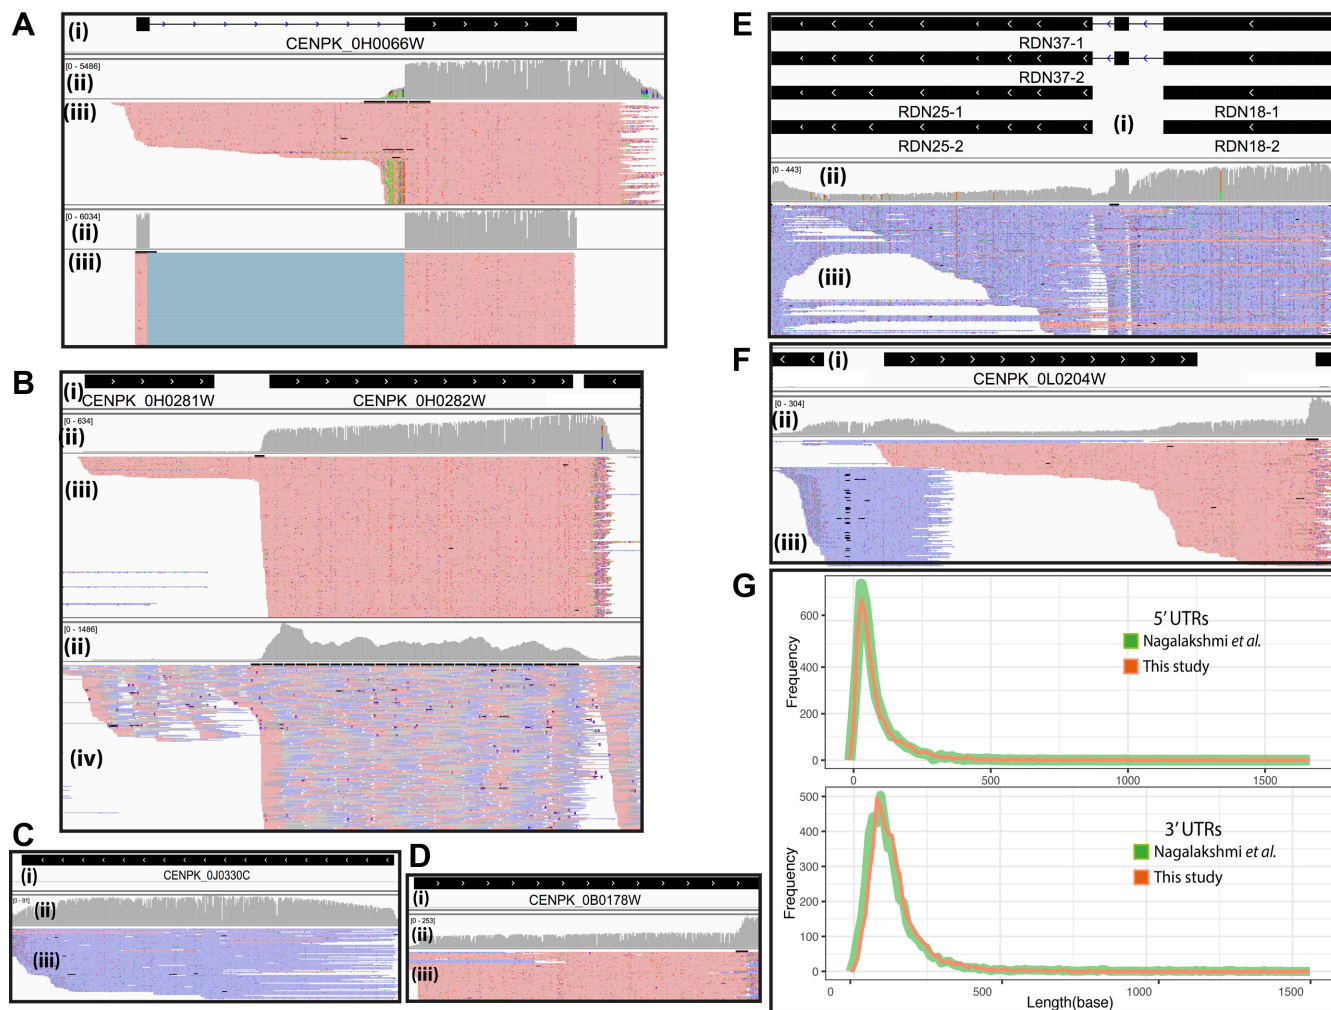 A
(i)
CENPK_0H0066W
[0 - 5486]
(ii)
(iii)
[0 - 6034]
(ii)
(iii)
B
(i)
CENPK_0H0281W
CENPK_0H0282W
[0 - 634]
(ii)
(iii)
[0 - 1486]
(ii)
(iv)
C
(i)
CENPK_0J0330C
[0 - 91]
(ii)
(iii)
D
(i)
CENPK_0B0178W
[0 - 253]
(ii)
(iii)
E
RDN37-1
RDN37-2
RDN25-1
(i)
RDN18-1
RDN25-2
RDN18-2
[0 - 443]
(ii)
(iii)
F
(i)
CENPK_0L0204W
[0 - 304]
(ii)
(iii)
G
Frequency
600
400
200
0
5' UTRs
Nagalakshmi et al.
This study
0
500
1000
1500
Frequency
500
400
300
200
100
0
3' UTRs
Nagalakshmi et al.
This study
0
500
1000
1500
Length(base)